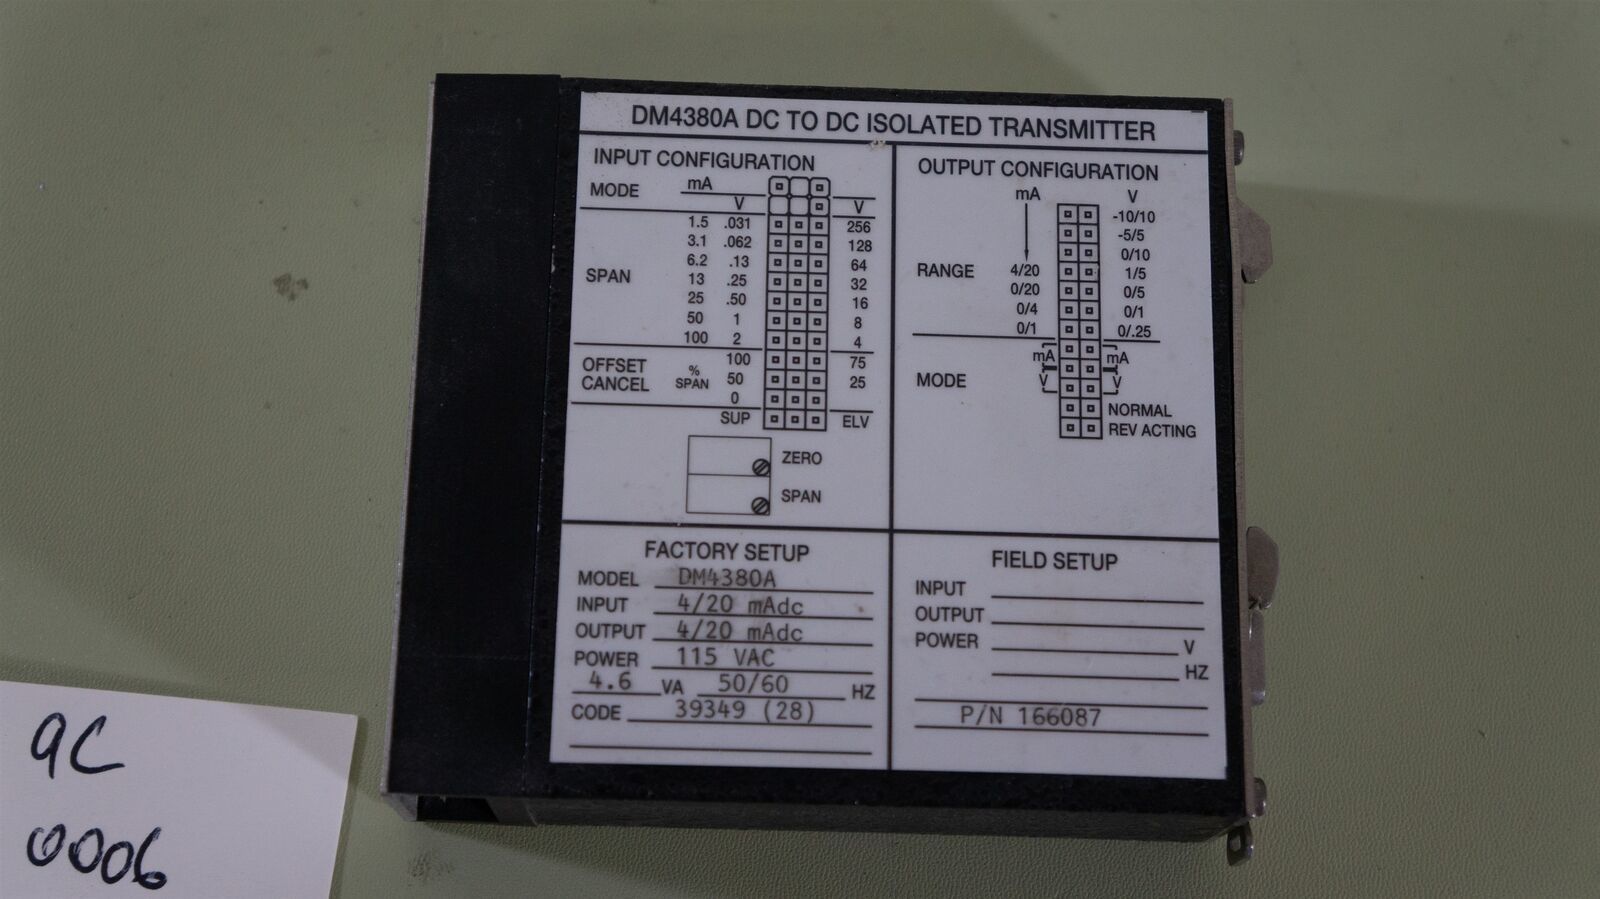 DM4380A DC TO DC ISOLATED TRANSMITTER
INPUT CONFIGURATION
MODE mA
V V
SPAN
1.5 .031 256
3.1 .062 128
6.2 .13 64
13 .25 32
25 .50 16
50 1 8
100 2 4
OFFSET CANCEL % SPAN
100 75
50 25
0
SUP ELV
ZERO
SPAN
OUTPUT CONFIGURATION
mA V
-10/10
-5/5
0/10
RANGE 4/20 1/5
0/20 0/5
0/4 0/1
0/1 0/.25
MODE
mA mA
V V
NORMAL
REV ACTING
FACTORY SETUP
MODEL DM4380A
INPUT 4/20 mAdc
OUTPUT 4/20 mAdc
POWER 115 VAC
4.6 VA 50/60 HZ
CODE 39349 (28)
FIELD SETUP
INPUT
OUTPUT
POWER V
HZ
P/N 166087
9C
0006